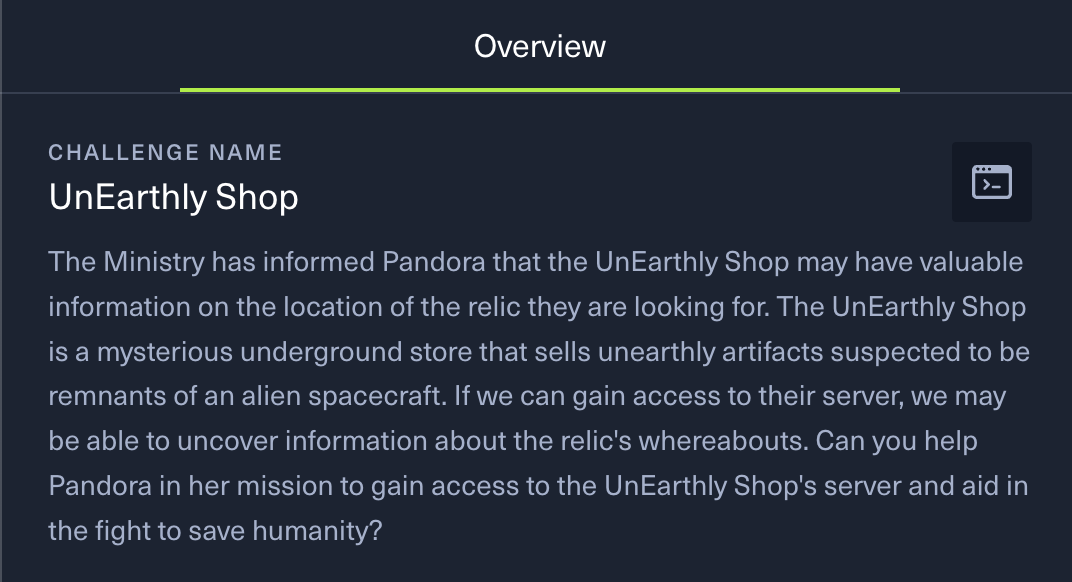 Overview
CHALLENGE NAME
UnEarthly Shop
The Ministry has informed Pandora that the UnEarthly Shop may have valuable
information on the location of the relic they are looking for. The UnEarthly Shop
is a mysterious underground store that sells unearthly artifacts suspected to be
remnants of an alien spacecraft. If we can gain access to their server, we may
be able to uncover information about the relic's whereabouts. Can you help
Pandora in her mission to gain access to the UnEarthly Shop's server and aid in
the fight to save humanity?